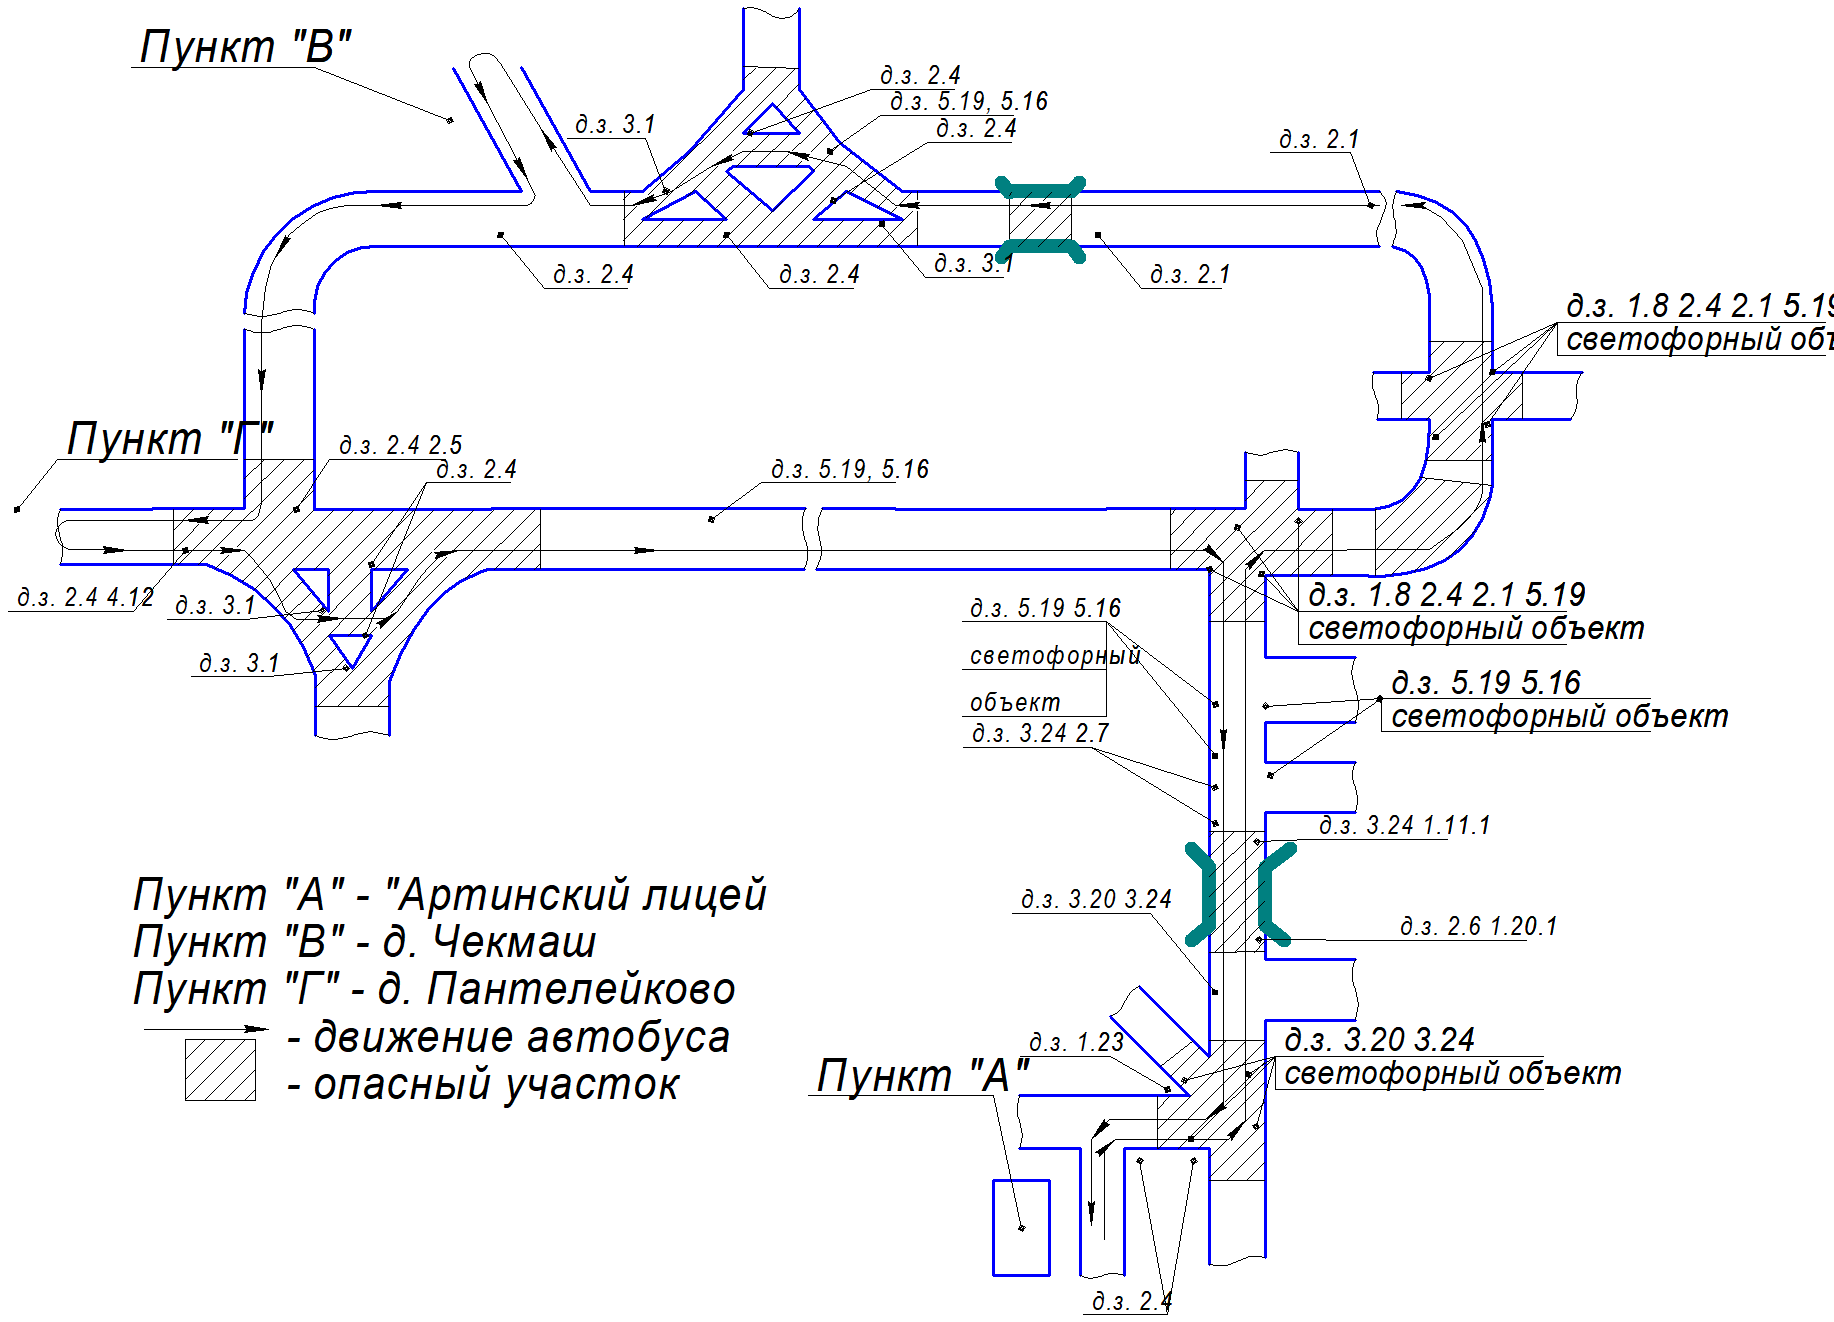 Пункт "В"
д.з. 2.4
д.з. 5.19, 5.16
д.з. 3.1
д.з. 2.4
д.з. 2.1
д.з. 2.4
д.з. 2.4
д.з. 3.1
д.з. 2.1
д.з. 1.8 2.4 2.1 5.19
светофорный объ
Пункт "Г"
д.з. 2.4 2.5
д.з. 2.4
д.з. 5.19, 5.16
д.з. 2.4 4.12
д.з. 3.1
д.з. 3.1
д.з. 1.8 2.4 2.1 5.19
светофорный объект
д.з. 5.19 5.16
светофорный
объект
д.з. 3.24 2.7
д.з. 5.19 5.16
светофорный объект
д.з. 3.24 1.11.1
д.з. 3.20 3.24
д.з. 2.6 1.20.1
Пункт "А" - "Артинский лицей
Пункт "В" - д. Чекмаш
Пункт "Г" - д. Пантелейково
- движение автобуса
- опасный участок
д.з. 1.23
д.з. 3.20 3.24
светофорный объект
Пункт "А"
д.з. 2.4